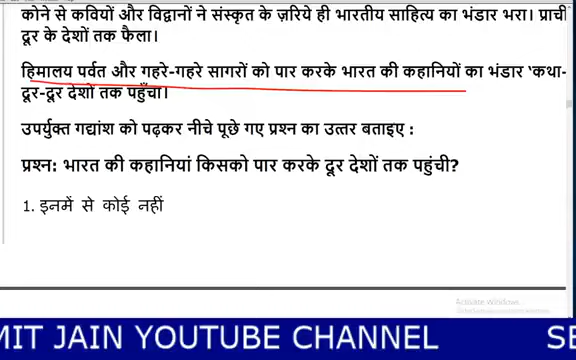 कोने से कवियों और विद्वानों ने संस्कृत के ज़रिये ही भारतीय साहित्य का भंडार भरा। प्राची
दूर के देशों तक फैला।
हिमालय पर्वत और गहरे-गहरे सागरों को पार करके भारत की कहानियों का भंडार ‘कथा-
दूर-दूर देशों तक पहुँचा।
उपर्युक्त गद्यांश को पढ़कर नीचे पूछे गए प्रश्न का उत्तर बताइए :
प्रश्न: भारत की कहानियां किसको पार करके दूर देशों तक पहुंची?
1. इनमें से कोई नहीं
Activate Windows
MIT JAIN YOUTUBE CHANNEL SE